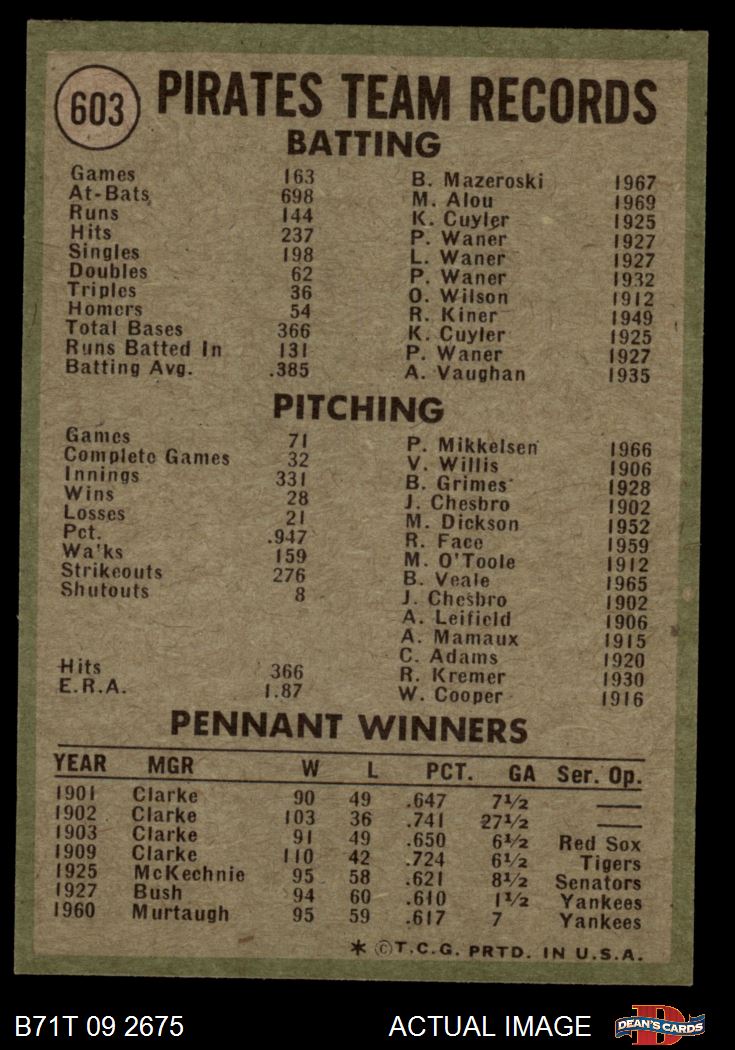 603 PIRATES TEAM RECORDS
BATTING
Games 163 B. Mazeroski 1967
At-Bats 698 M. Alou 1969
Runs 144 K. Cuyler 1925
Hits 237 P. Waner 1927
Singles 198 L. Waner 1927
Doubles 62 P. Waner 1932
Triples 36 O. Wilson 1912
Homers 54 R. Kiner 1949
Total Bases 366 K. Cuyler 1925
Runs Batted In 131 P. Waner 1927
Batting Avg. .385 A. Vaughan 1935
PITCHING
Games 71 P. Mikkelsen 1966
Complete Games 32 V. Willis 1906
Innings 331 B. Grimes 1928
Wins 28 J. Chesbro 1902
Losses 21 M. Dickson 1952
Pct. .947 R. Face 1959
Wa'ks 159 M. O'Toole 1912
Strikeouts 276 B. Veale 1965
Shutouts 8 J. Chesbro 1902
A. Leifield 1906
A. Mamaux 1915
C. Adams 1920
Hits 366 R. Kremer 1930
E.R.A. 1.87 W. Cooper 1916
PENNANT WINNERS
YEAR MGR W L PCT. GA Ser. Op.
1901 Clarke 90 49 .647 7½ ——
1902 Clarke 103 36 .741 27½ ——
1903 Clarke 91 49 .650 6½ Red Sox
1909 Clarke 110 42 .724 6½ Tigers
1925 McKechnie 95 58 .621 8½ Senators
1927 Bush 94 60 .610 1½ Yankees
1960 Murtaugh 95 59 .617 7 Yankees
* ©T.C.G. PRTD. IN U.S.A.
B71T 09 2675 ACTUAL IMAGE DEAN'S CARDS